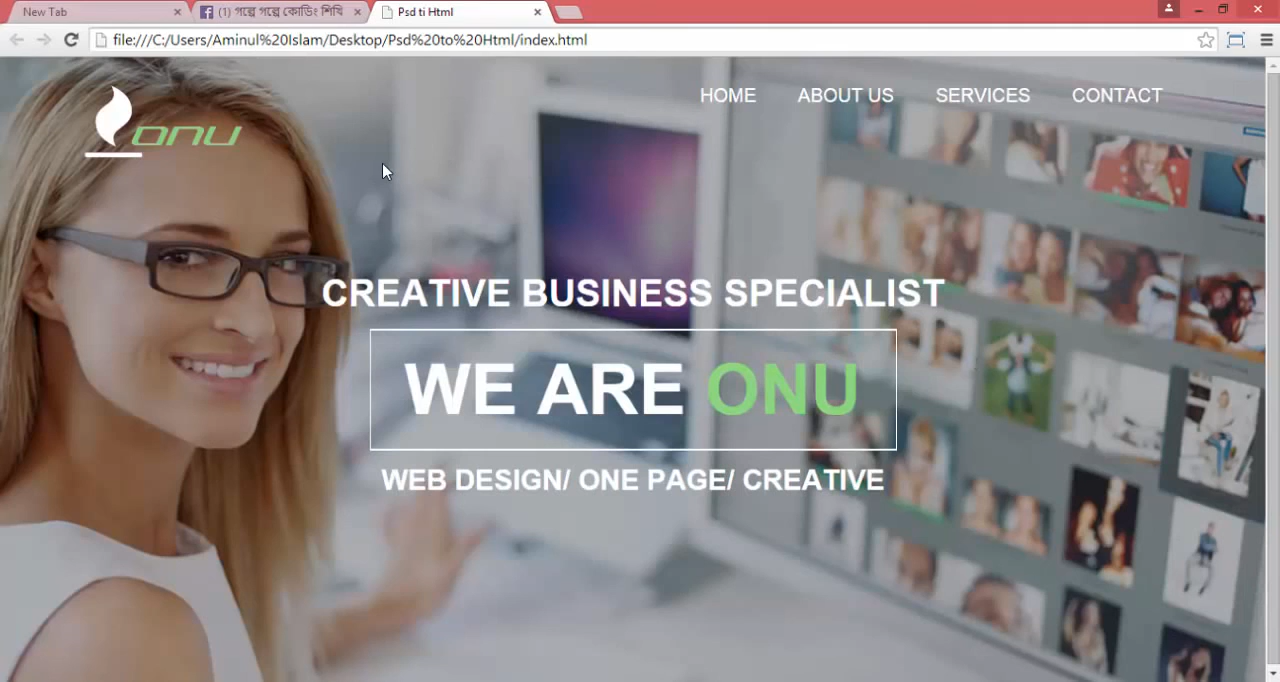 New Tab
(1) গল্পে গল্পে কোডিং শিখি
Psd ti Html
file:///C:/Users/Aminul%20Islam/Desktop/Psd%20to%20Html/index.html
onu
HOME ABOUT US SERVICES CONTACT
CREATIVE BUSINESS SPECIALIST
WE ARE ONU
WEB DESIGN/ ONE PAGE/ CREATIVE